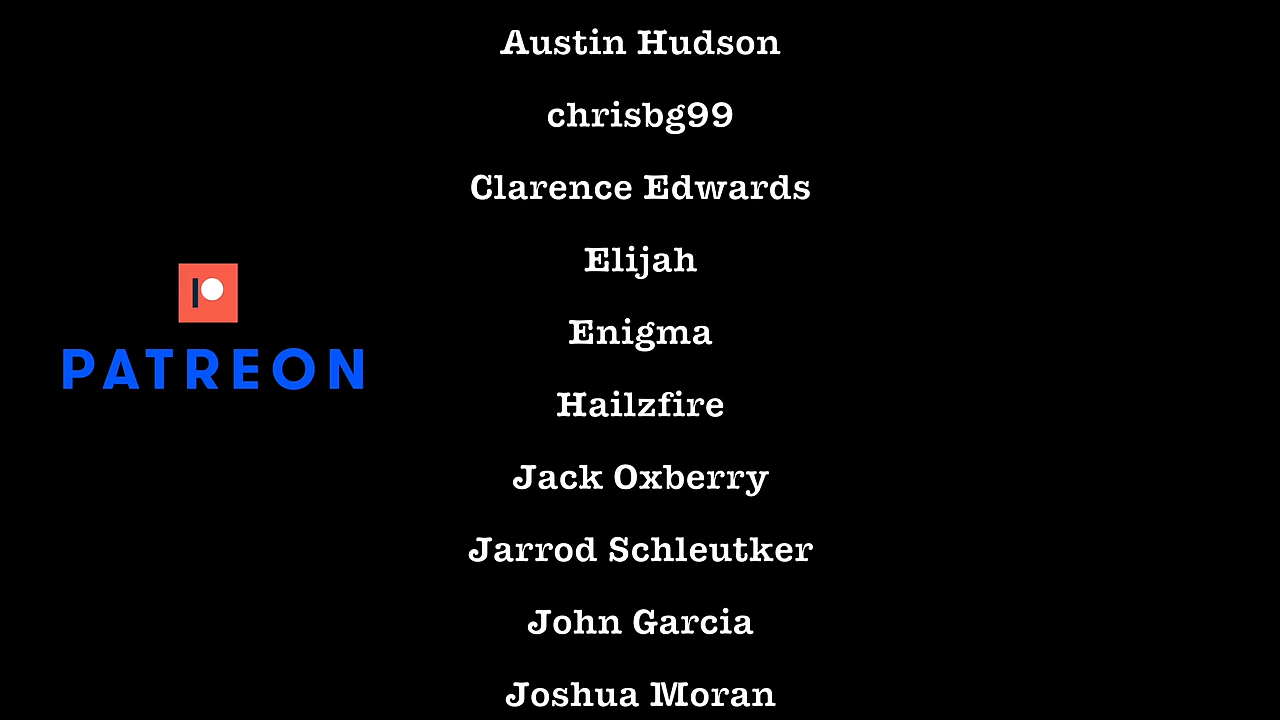 Austin Hudson
chrisbg99
Clarence Edwards
Elijah
Enigma
PATREON
Hailzfire
Jack Oxberry
Jarrod Schleutker
John Garcia
Joshua Moran